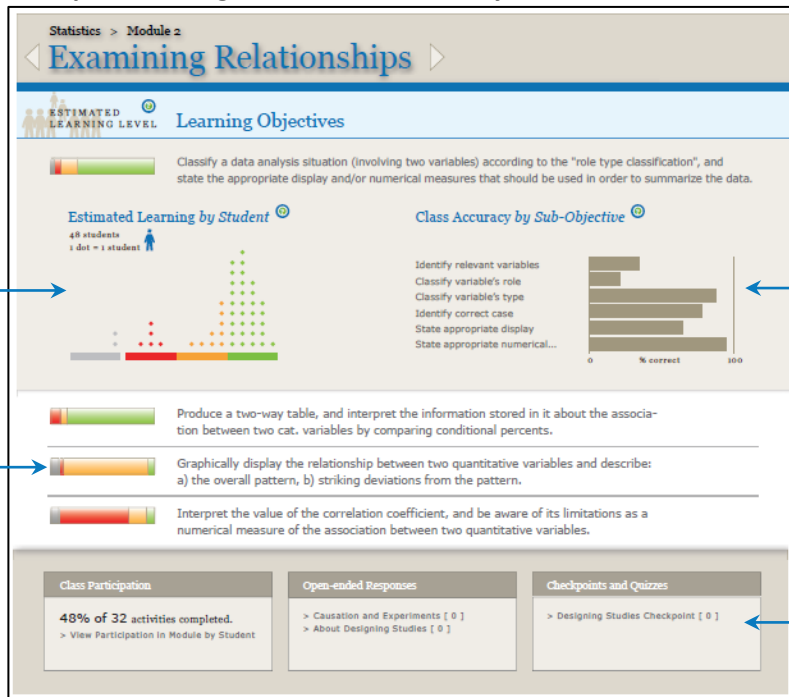 Statistics > Module 2
Examining Relationships
ESTIMATED
LEARNING LEVEL
Learning Objectives
Classify a data analysis situation (involving two variables) according to the "role type classification", and
state the appropriate display and/or numerical measures that should be used in order to summarize the data.
Estimated Learning by Student
48 students
1 dot = 1 student
Class Accuracy by Sub-Objective
Identify relevant variables
Classify variable's role
Classify variable's type
Identify correct case
State appropriate display
State appropriate numerical...
0 % correct 100
Produce a two-way table, and interpret the information stored in it about the associa-
tion between two cat. variables by comparing conditional percents.
Graphically display the relationship between two quantitative variables and describe:
a) the overall pattern, b) striking deviations from the pattern.
Interpret the value of the correlation coefficient, and be aware of its limitations as a
numerical measure of the association between two quantitative variables.
Class Participation
48% of 32 activities completed.
> View Participation in Module by Student
Open-ended Responses
> Causation and Experiments [ 0 ]
> About Designing Studies [ 0 ]
Checkpoints and Quizzes
> Designing Studies Checkpoint [ 0 ]